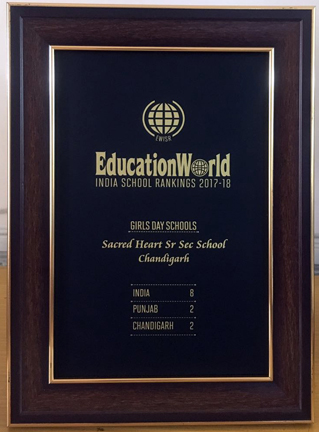 EWISR
EducationWorld
INDIA SCHOOL RANKINGS 2017-18
GIRLS DAY SCHOOLS
Sacred Heart Sr Sec School
Chandigarh
INDIA 8
PUNJAB 2
CHANDIGARH 2